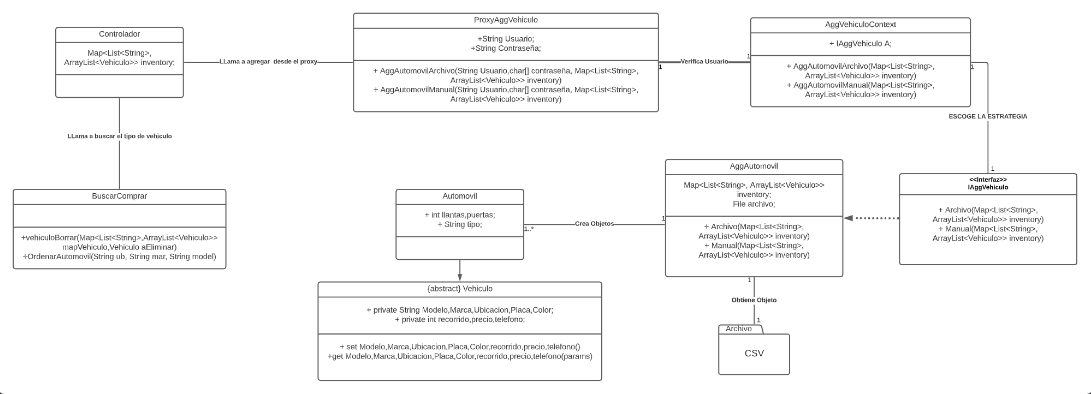 Controlador
Map<List<String>,
ArrayList<Vehiculo>> inventory;
LLama a agregar desde el proxy
ProxyAggVehiculo
+String Usuario;
+String Contraseña;
+ AggAutomovilArchivo(String Usuario,char[] contraseña, Map<List<String>,
ArrayList<Vehiculo>> inventory)
+ AggAutomovilManual(String Usuario,char[] contraseña, Map<List<String>,
ArrayList<Vehiculo>> inventory)
1
Verifica Usuario
1
AggVehiculoContext
+ IAggVehiculo A;
+ AggAutomovilArchivo(Map<List<String>,
ArrayList<Vehiculo>> inventory)
+ AggAutomovilManual(Map<List<String>,
ArrayList<Vehiculo>> inventory)
1
ESCOGE LA ESTRATEGIA
1
LLama a buscar el tipo de vehiculo
BuscarComprar
+vehiculoBorrar(Map<List<String>,ArrayList<Vehiculo>>
mapVehiculo,Vehiculo aEliminar)
+OrdenarAutomovil(String ub, String mar, String model)
Automovil
+ int llantas,puertas;
+ String tipo;
1..*
Crea Objetos
1
AggAutomovil
Map<List<String>, ArrayList<Vehiculo>>
inventory;
File archivo;
+ Archivo(Map<List<String>,
ArrayList<Vehiculo>> inventory)
+ Manual(Map<List<String>,
ArrayList<Vehiculo>> inventory)
<<Interfaz>>
IAggVehiculo
+ Archivo(Map<List<String>,
ArrayList<Vehiculo>> inventory)
+ Manual(Map<List<String>,
ArrayList<Vehiculo>> inventory)
{abstract} Vehiculo
+ private String Modelo,Marca,Ubicacion,Placa,Color;
+ private int recorrido,precio,telefono;
+ set Modelo,Marca,Ubicacion,Placa,Color,recorrido,precio,telefono()
+get Modelo,Marca,Ubicacion,Placa,Color,recorrido,precio,telefono(params)
1
Obtiene Objeto
1
Archivo
CSV